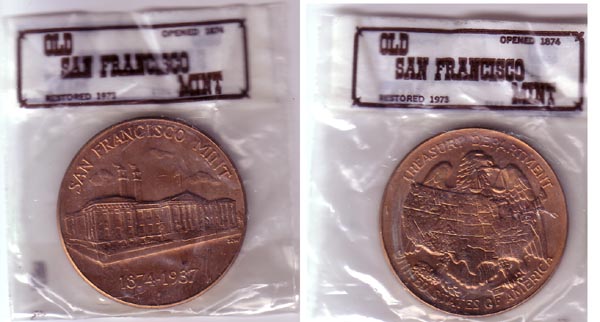 OPENED 1874
OLD
SAN FRANCISCO
MINT
RESTORED 1973
SAN FRANCISCO MINT
1874-1937
OPENED 1874
OLD
SAN FRANCISCO
MINT
RESTORED 1973
TREASURY DEPARTMENT
UNITED STATES OF AMERICA